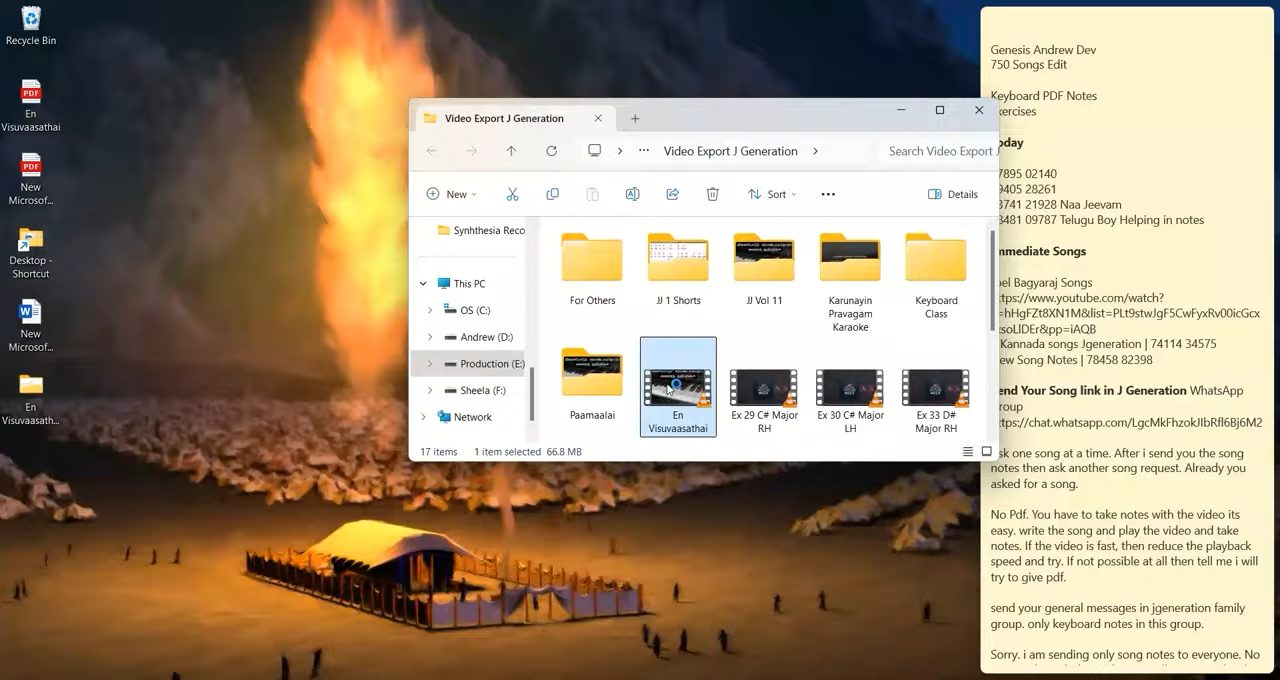 Recycle Bin
PDF
En
Visuvaasathai
PDF
New
Microsof...
Desktop -
Shortcut
W
New
Microsof...
En
Visuvaasath...
Video Export J Generation
Video Export J Generation
Search Video Export J
New
Sort
Details
Synhthesia Reco
This PC
OS (C:)
Andrew (D:)
Production (E:)
Sheela (F:)
Network
For Others
JJ 1 Shorts
JJ Vol 11
Karunayin
Pravagam
Karaoke
Keyboard
Class
Paamaalai
En
Visuvaasathai
Ex 29 C# Major
RH
Ex 30 C# Major
LH
Ex 33 D#
Major RH
17 items
1 item selected 66.8 MB
Genesis Andrew Dev
750 Songs Edit
Keyboard PDF Notes
xercises
oday
7895 02140
9405 28261
3741 21928 Naa Jeevam
8481 09787 Telugu Boy Helping in notes
mmediate Songs
oel Bagyaraj Songs
ttps://www.youtube.com/watch?
=hHgFZt8XN1M&list=PLt9stwJgF5CwFyxRv00icGcx
xsoLlDEr&pp=iAQB
Kannada songs Jgeneration | 74114 34575
ew Song Notes | 78458 82398
end Your Song link in J Generation WhatsApp
roup
ttps://chat.whatsapp.com/LgcMkFhzokJIbRfl6Bj6M2
sk one song at a time. After i send you the song
notes then ask another song request. Already you
asked for a song.
No Pdf. You have to take notes with the video its
easy. write the song and play the video and take
notes. If the video is fast, then reduce the playback
speed and try. If not possible at all then tell me i will
try to give pdf.
send your general messages in jgeneration family
group. only keyboard notes in this group.
Sorry. i am sending only song notes to everyone. No